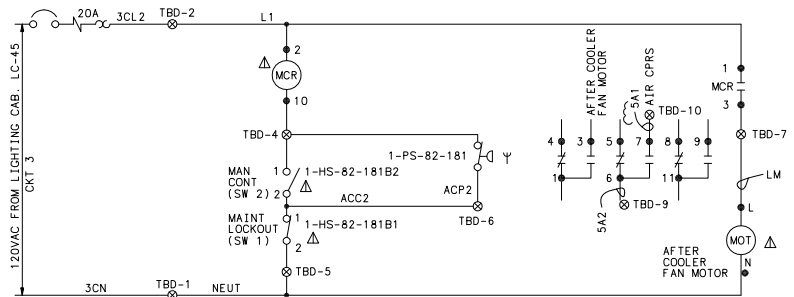 20A
3CL2
TBD-2
L1
120VAC FROM LIGHTING CAB. LC-45
CKT 3
2
MCR
10
TBD-4
MAN
CONT
(SW 2)
1
1-HS-82-181B2
2
ACC2
MAINT
LOCKOUT
(SW 1)
1
1-HS-82-181B1
2
TBD-5
3CN
TBD-1
NEUT
1-PS-82-181
ACP2
TBD-6
AFTER COOLER
FAN MOTOR
5A1
AIR CPRS
TBD-10
4
3
5
7
8
9
1
6
11
5A2
TBD-9
1
MCR
3
TBD-7
LM
L
MOT
N
AFTER
COOLER
FAN MOTOR